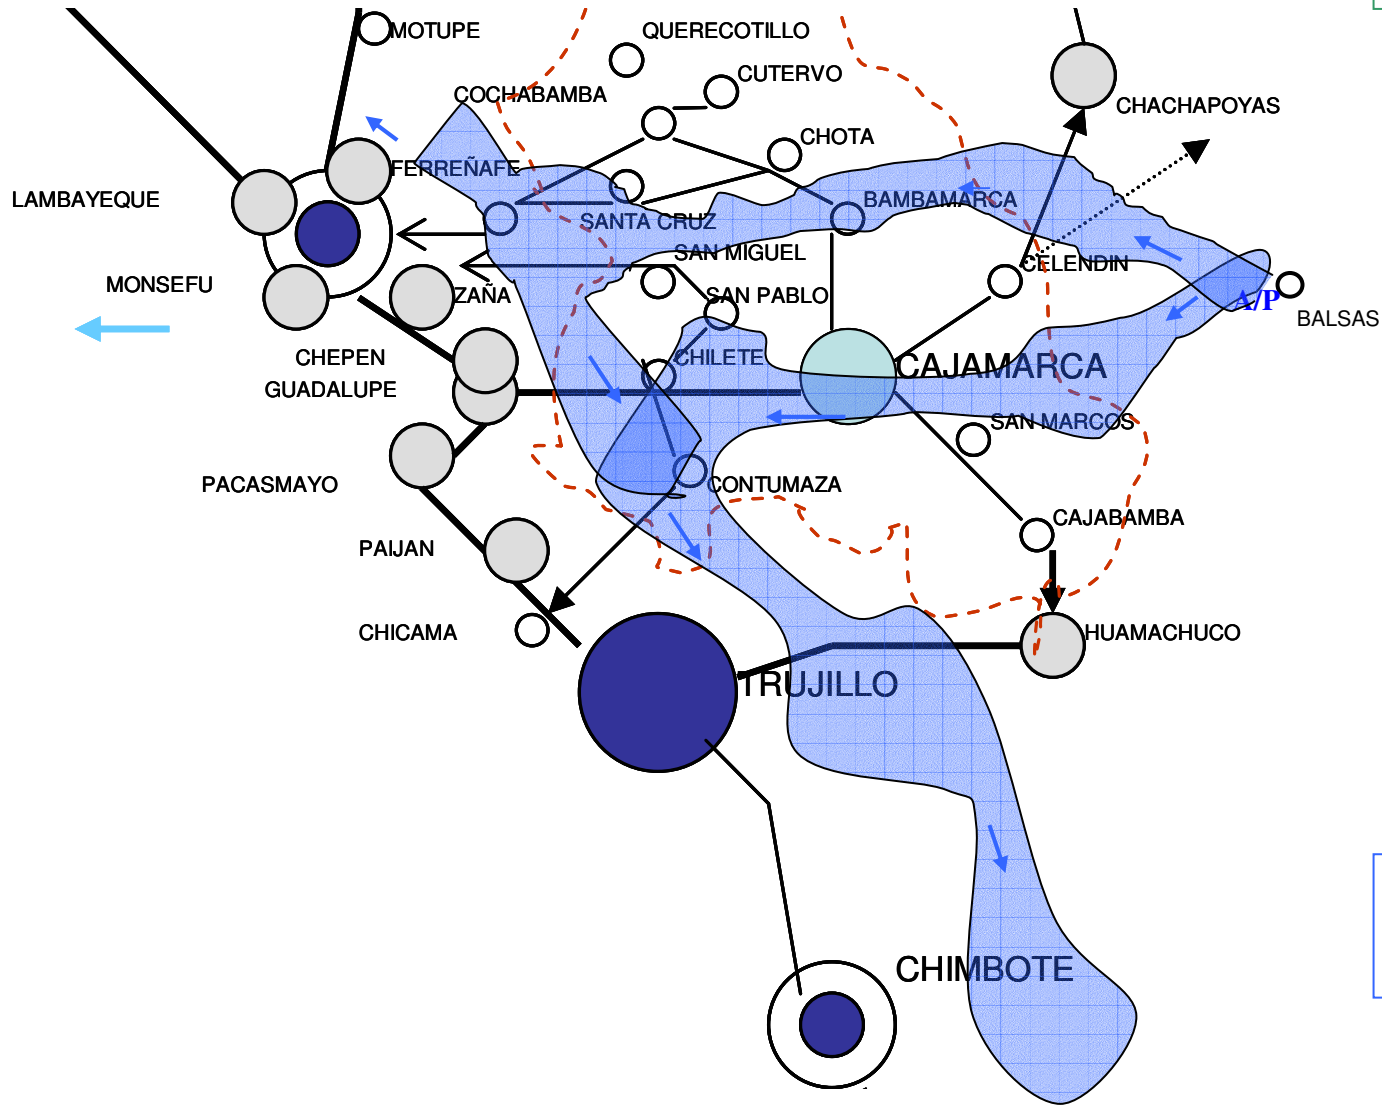 MOTUPE
QUERECOTILLO
CUTERVO
COCHABAMBA
CHACHAPOYAS
CHOTA
FERREÑAFE
LAMBAYEQUE
BAMBAMARCA
SANTA CRUZ
SAN MIGUEL
CELENDIN
MONSEFU
ZAÑA
SAN PABLO
A/P
BALSAS
CHEPEN
CHILETE
CAJAMARCA
GUADALUPE
SAN MARCOS
PACASMAYO
CONTUMAZA
CAJABAMBA
PAIJAN
CHICAMA
HUAMACHUCO
TRUJILLO
CHIMBOTE